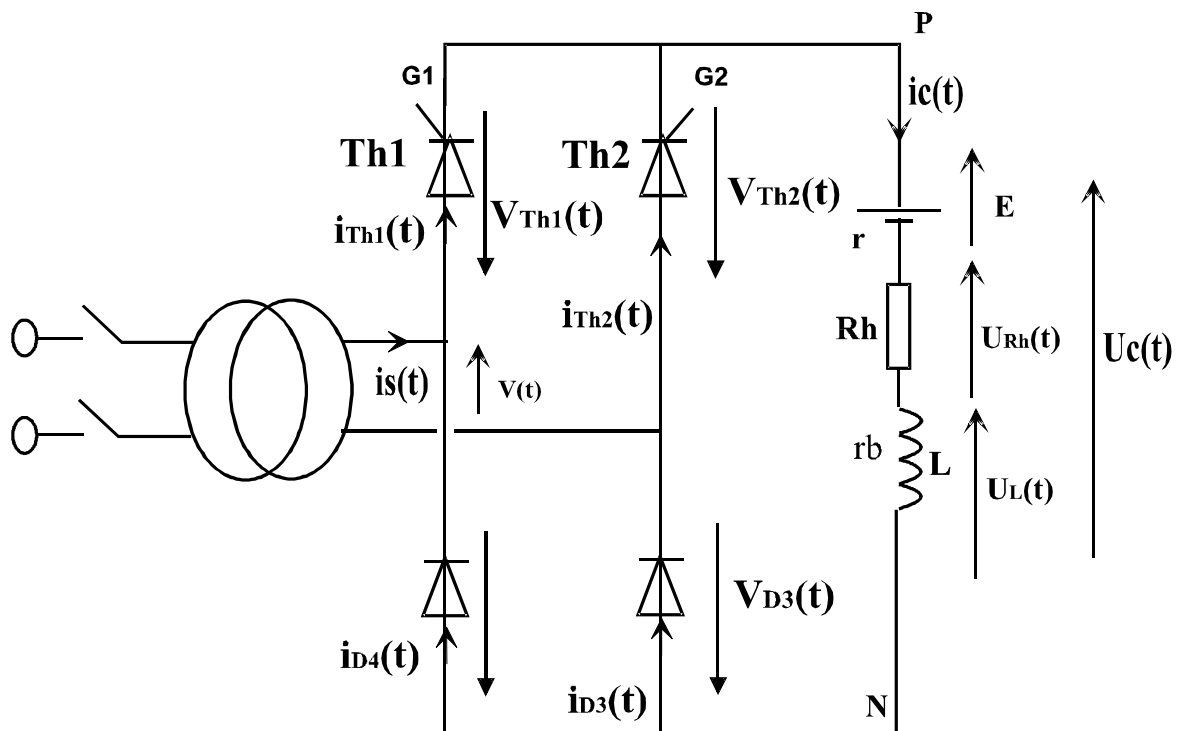 P
G1
G2
ic(t)
Th1
Th2
VTh1(t)
VTh2(t)
E
iTh1(t)
r
iTh2(t)
Rh
URh(t)
Uc(t)
is(t)
V(t)
rb
L
UL(t)
VD3(t)
iD4(t)
iD3(t)
N